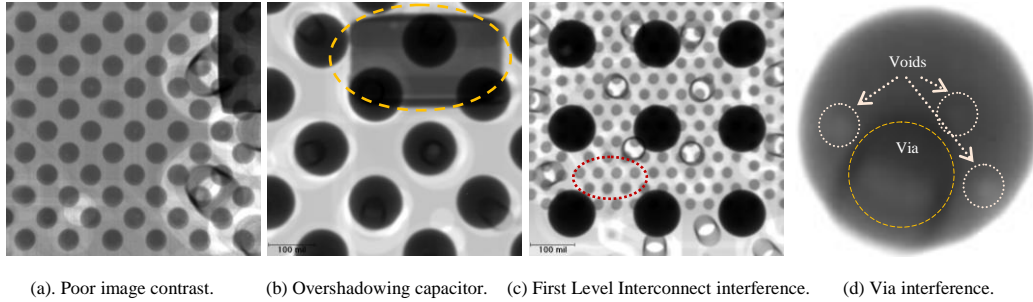 Voids
Via
100 mil
100 mil
(a). Poor image contrast.
(b) Overshadowing capacitor.
(c) First Level Interconnect interference.
(d) Via interference.